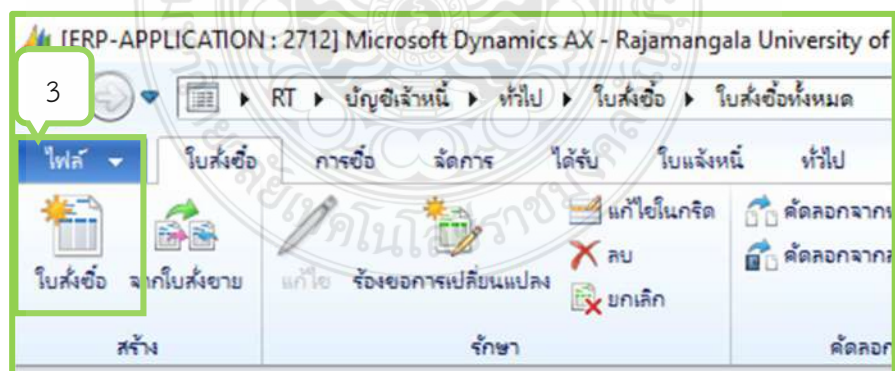 [ERP-APPLICATION : 2712] Microsoft Dynamics AX - Rajamangala University of
3
RT ▸ บัญชีเจ้าหนี้ ▸ ทั่วไป ▸ ใบสั่งซื้อ ▸ ใบสั่งซื้อทั้งหมด
ไฟล์ ใบสั่งซื้อ การซื้อ จัดการ ได้รับ ใบแจ้งหนี้ ทั่วไป
แก้ไขในกริด คัดลอกจาก
ลบ คัดลอกจาก
ใบสั่งซื้อ จากใบสั่งขาย แก้ไข ร้องขอการเปลี่ยนแปลง
ยกเลิก
สร้าง รักษา คัดลอก